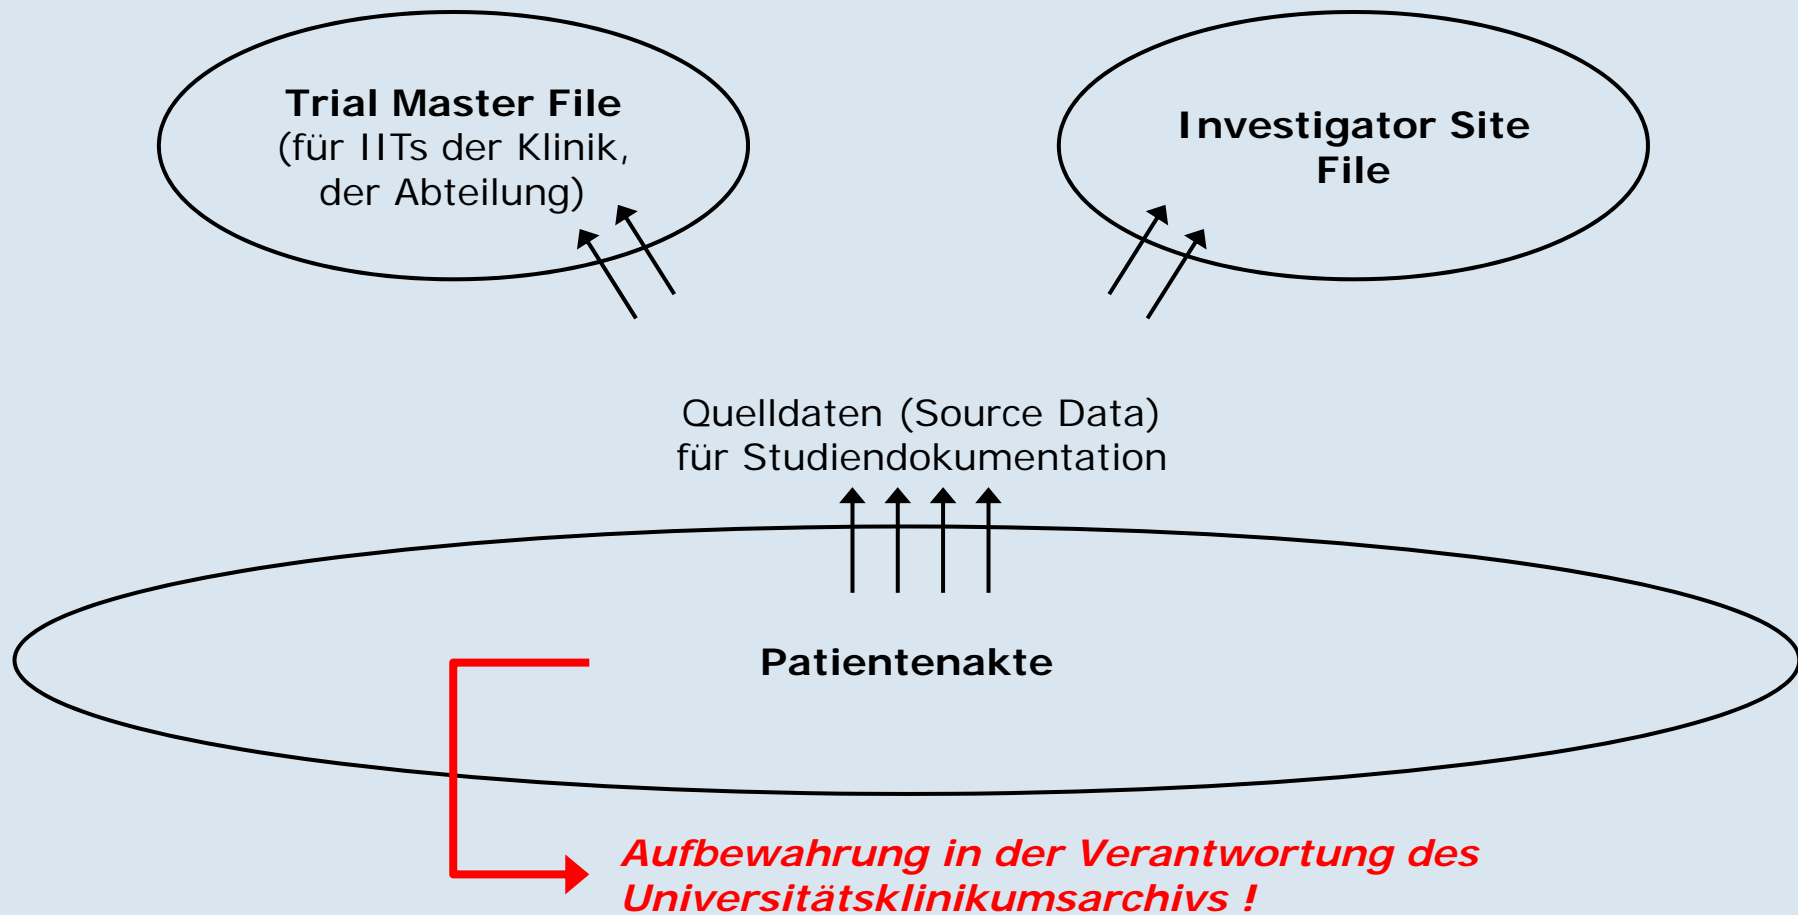 Trial Master File
(für IITs der Klinik,
der Abteilung)
Investigator Site
File
Quelldaten (Source Data)
für Studiendokumentation
Patientenakte
Aufbewahrung in der Verantwortung des
Universitätsklinikumsarchivs !